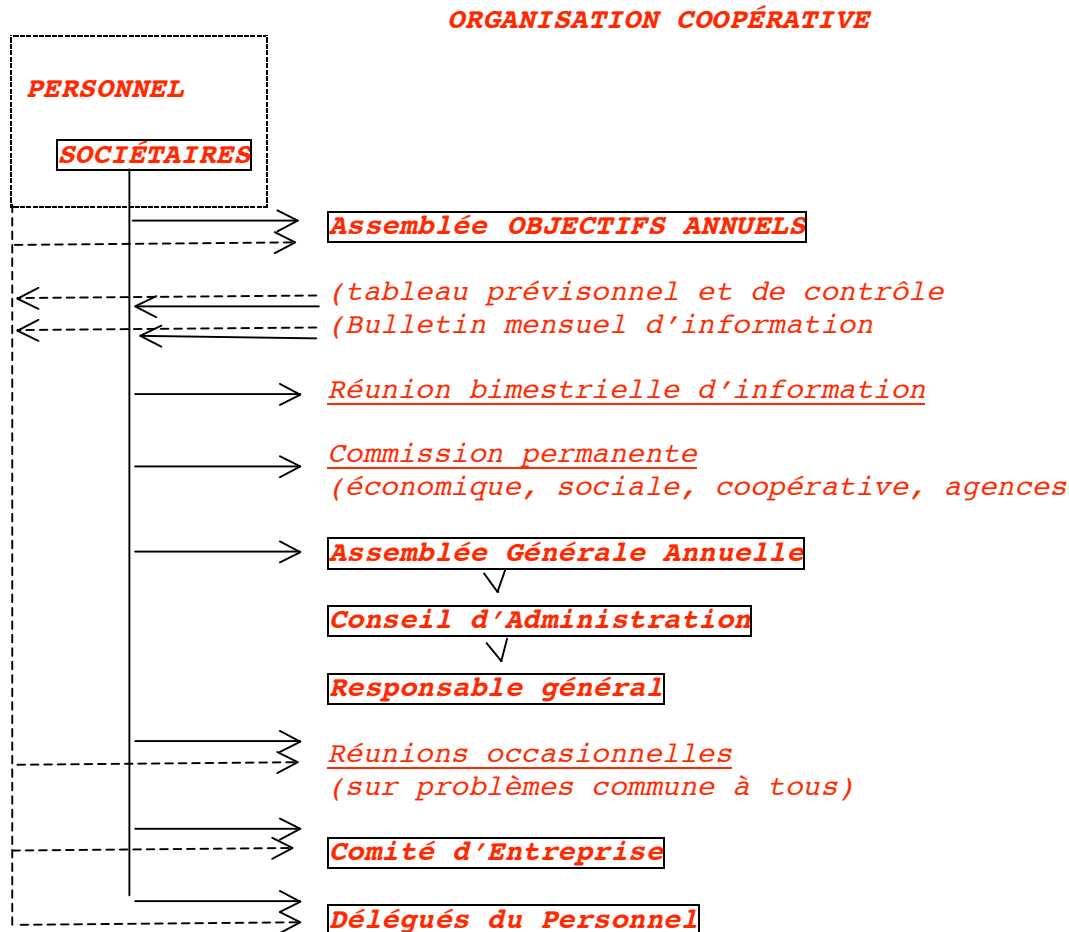 ORGANISATION COOPÉRATIVE
PERSONNEL
SOCIÉTAIRES
Assemblée OBJECTIFS ANNUELS
(tableau prévisonnel et de contrôle
(Bulletin mensuel d’information
Réunion bimestrielle d’information
Commission permanente
(économique, sociale, coopérative, agences
Assemblée Générale Annuelle
Conseil d’Administration
Responsable général
Réunions occasionnelles
(sur problèmes commune à tous)
Comité d’Entreprise
Délégués du Personnel